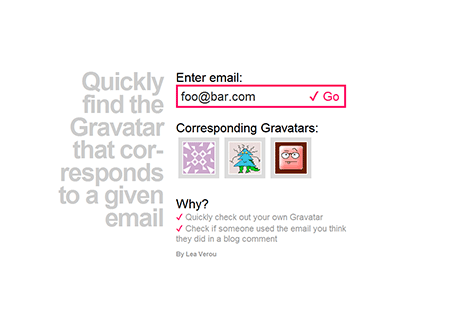 Quickly
find the
Gravatar
that cor-
responds
to a given
email
Enter email:
foo@bar.com ✓ Go
Corresponding Gravatars:
Why?
✓ Quickly check out your own Gravatar
✓ Check if someone used the email you think
they did in a blog comment
By Lea Verou